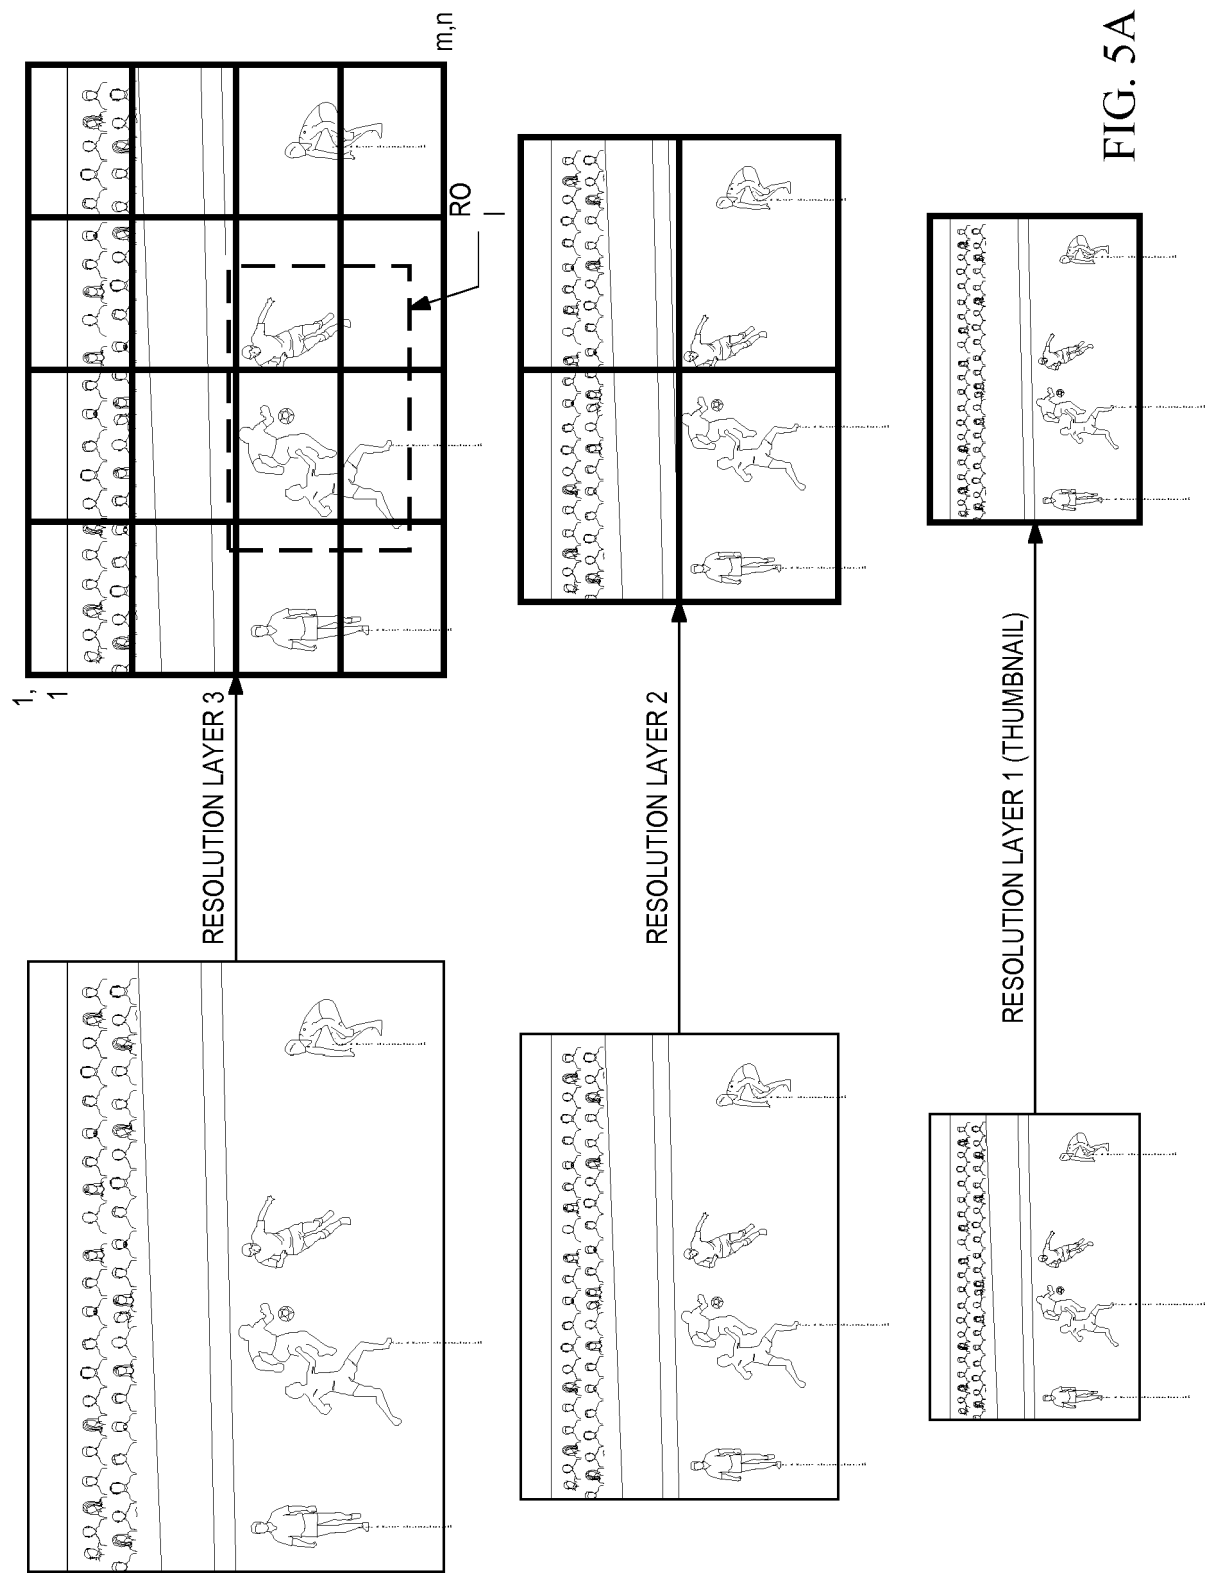 RESOLUTION LAYER 3
1,
1
m,n
RO
I
RESOLUTION LAYER 2
RESOLUTION LAYER 1 (THUMBNAIL)
FIG. 5A